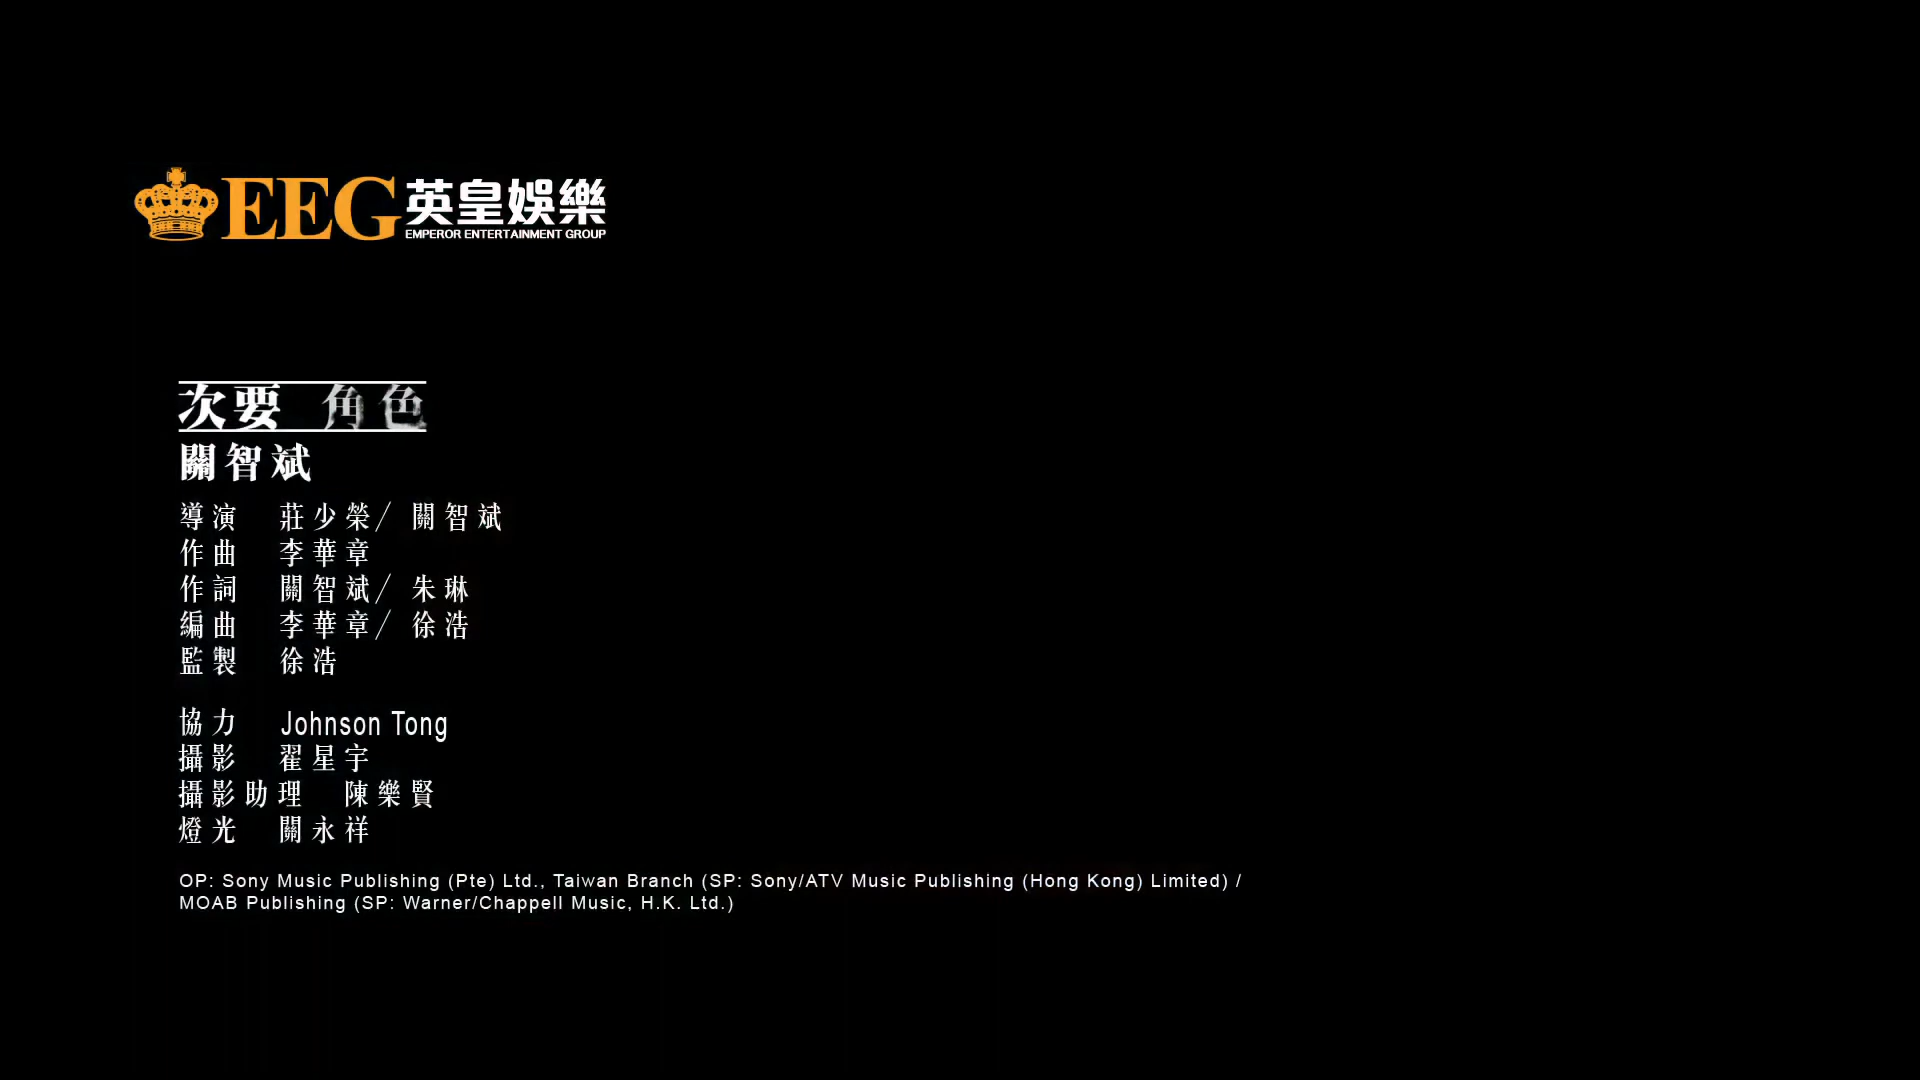 EEG英皇娛樂
EMPEROR ENTERTAINMENT GROUP
次要 角色
關智斌
導演 莊少榮/ 關智斌
作曲 李華章
作詞 關智斌/ 朱琳
編曲 李華章/ 徐浩
監製 徐浩
協力 Johnson Tong
攝影 翟星宇
攝影助理 陳樂賢
燈光 關永祥
OP: Sony Music Publishing (Pte) Ltd., Taiwan Branch (SP: Sony/ATV Music Publishing (Hong Kong) Limited) /
MOAB Publishing (SP: Warner/Chappell Music, H.K. Ltd.)